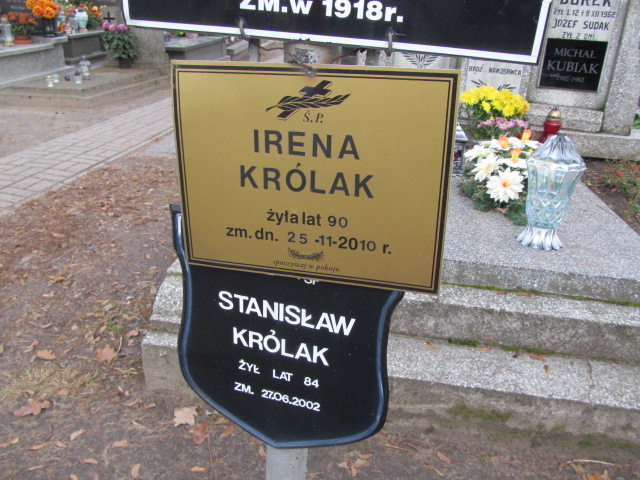 ZM. w 1918r.
Ś.P.
IRENA
KRÓLAK
żyła lat 90
zm. dn. 25 -11-2010 r.
spoczywaj w pokoju
STANISŁAW
KRÓLAK
ŻYŁ LAT 84
ZM. 27.06.2002
JÓZEF SUDAK
MICHAŁ
KUBIAK